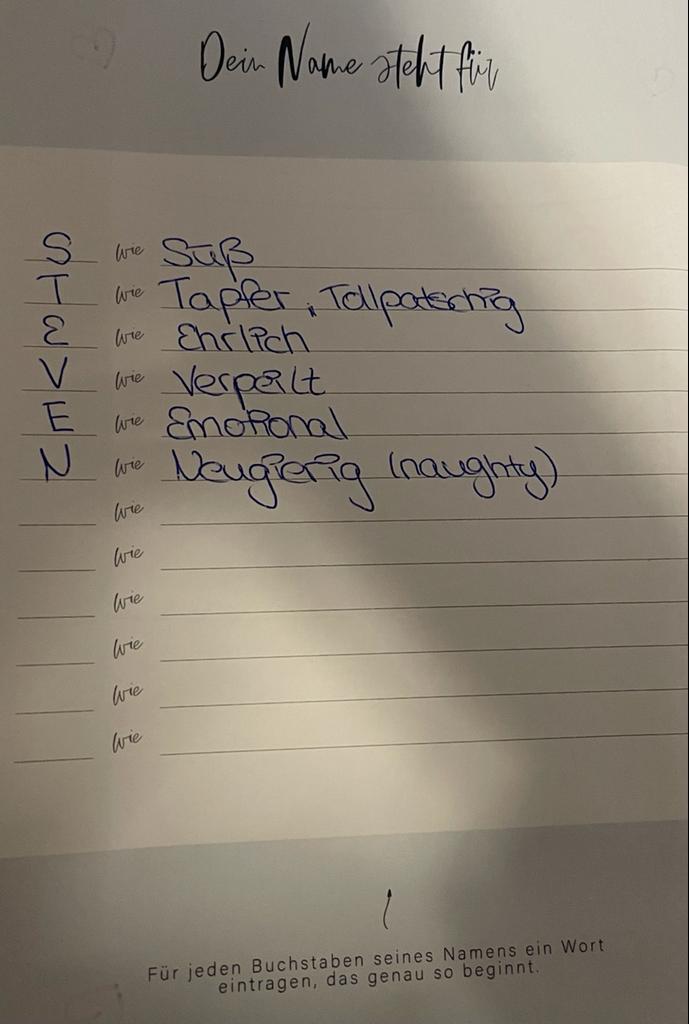 Dein Name steht für
S wie Süß
T wie Tapfer, Tollpatschig
E wie Ehrlich
V wie Verpeilt
E wie Emotional
N wie Neugierig (naughty)
wie
wie
wie
wie
wie
wie
Für jeden Buchstaben seines Namens ein Wort
eintragen, das genau so beginnt.